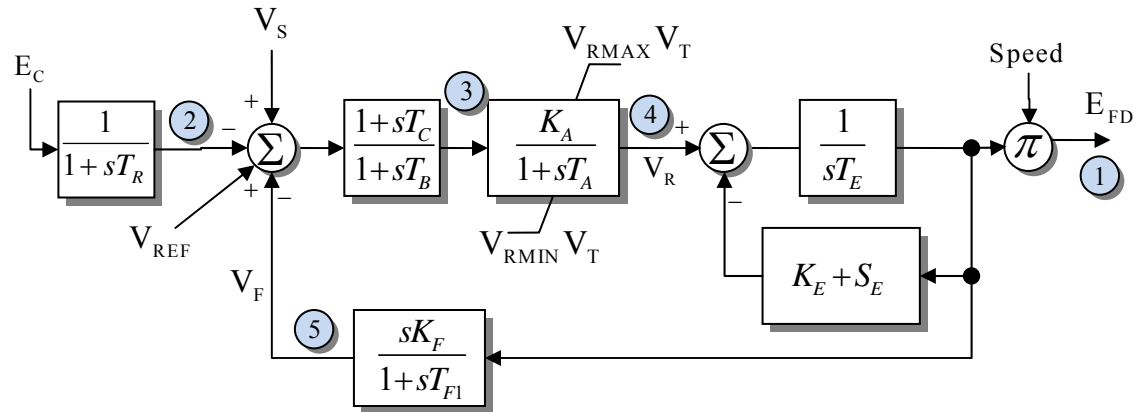 V_S
V_RMAX V_T
Speed
E_C
E_FD
1
1 + sT_R
2
+
−
Σ
+
−
1 + sT_C
1 + sT_B
3
K_A
1 + sT_A
4
+
V_R
Σ
−
1
sT_E
π
1
V_REF
V_RMIN V_T
K_E + S_E
V_F
5
sK_F
1 + sT_F1